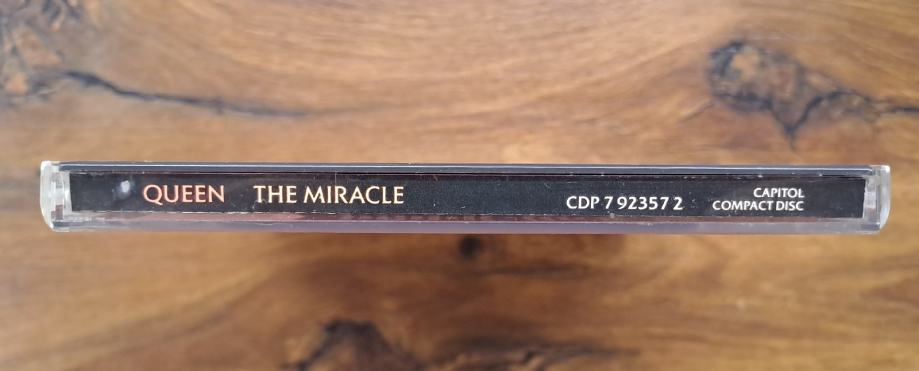 QUEEN THE MIRACLE CDP 7 92357 2 CAPITOL
COMPACT DISC